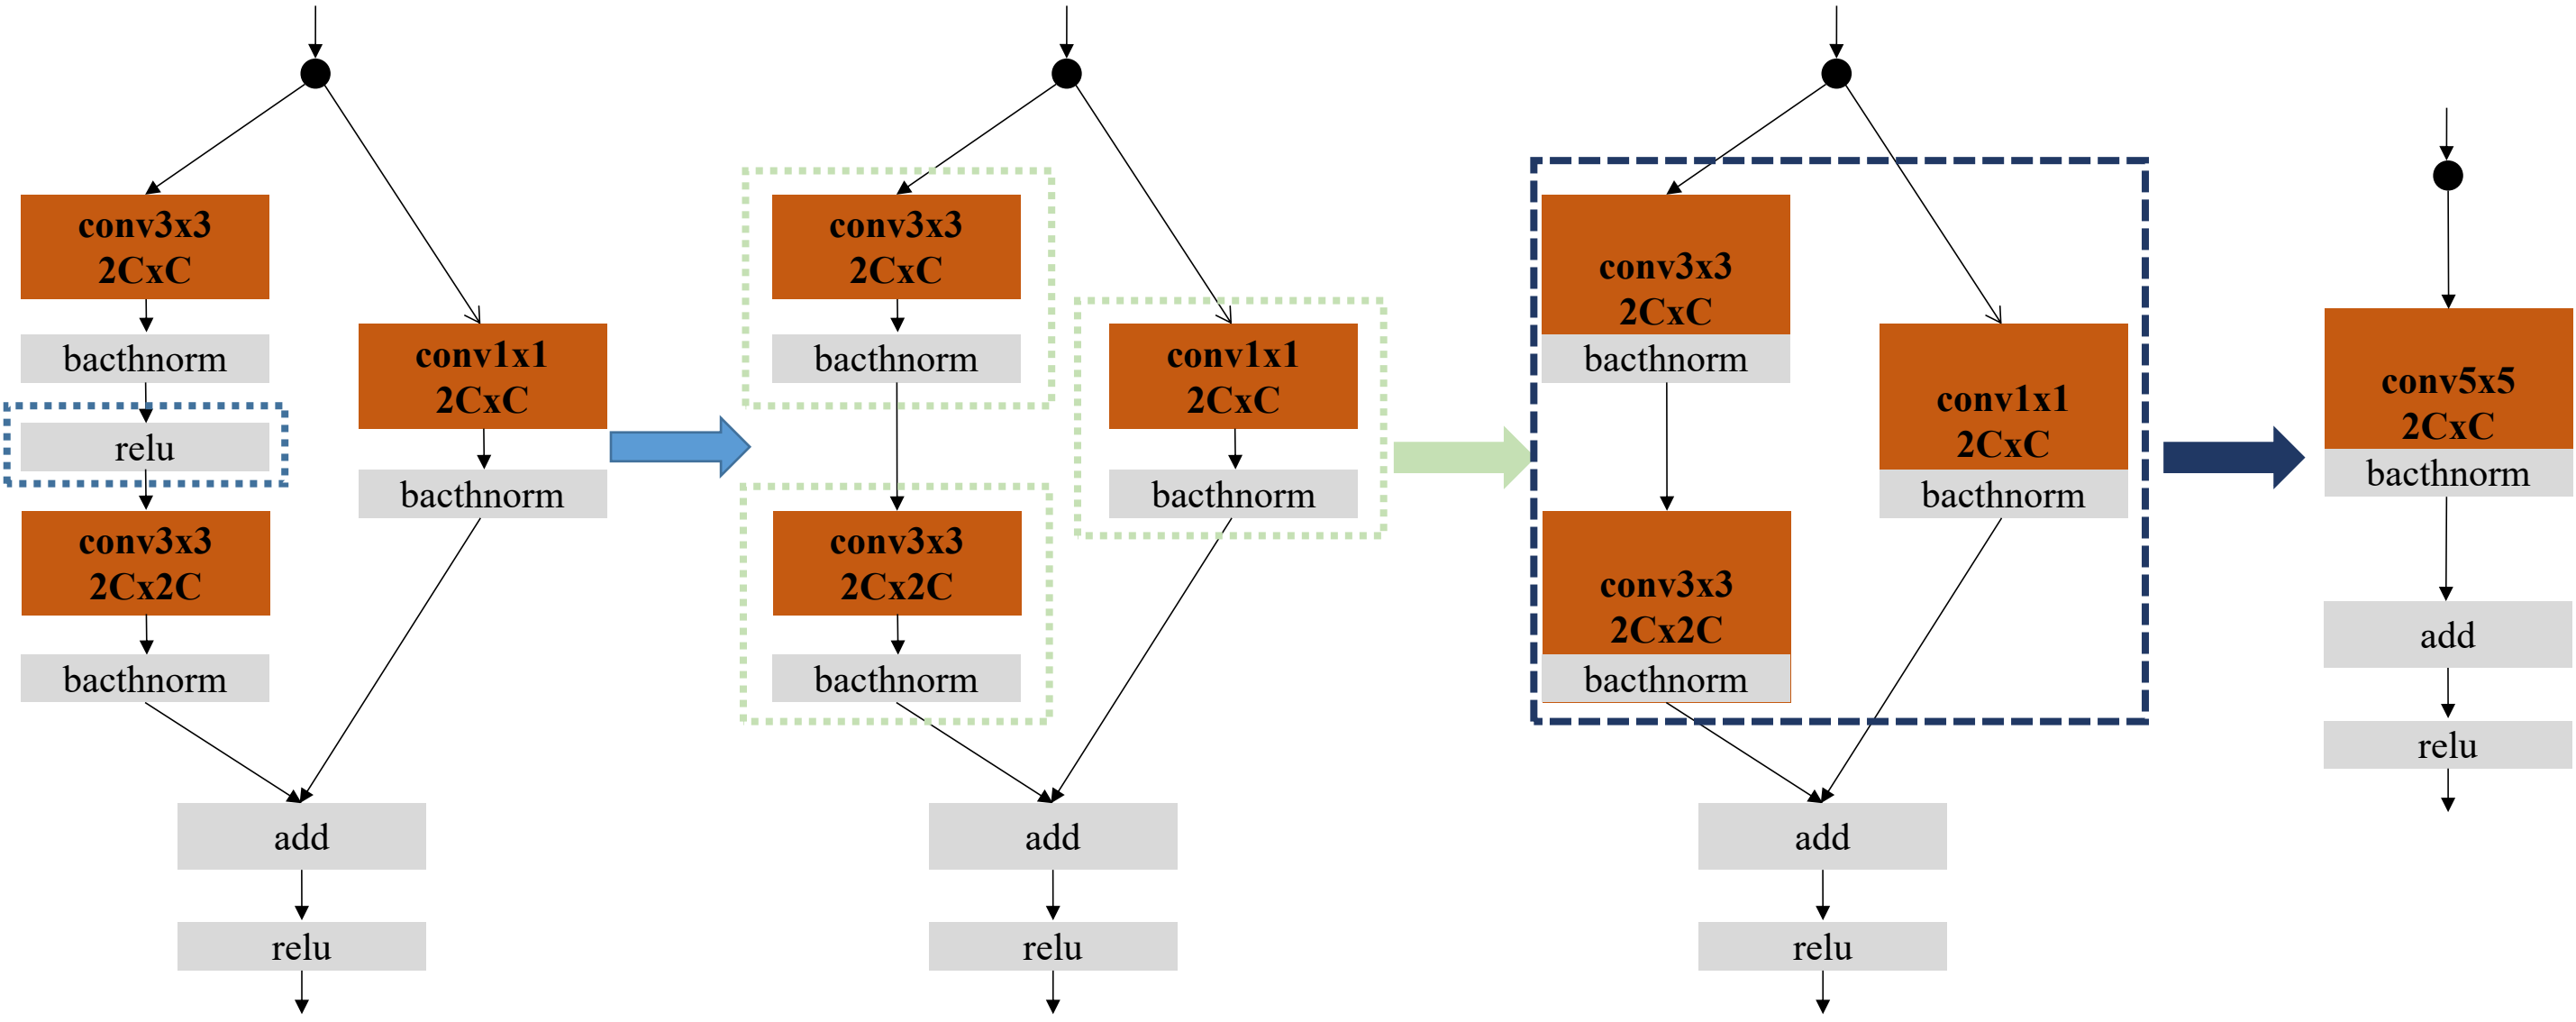 conv3x3
2CxC
bacthnorm
relu
conv3x3
2Cx2C
bacthnorm
conv1x1
2CxC
bacthnorm
add
relu
conv3x3
2CxC
bacthnorm
conv3x3
2Cx2C
bacthnorm
conv1x1
2CxC
bacthnorm
add
relu
conv3x3
2CxC
bacthnorm
conv3x3
2Cx2C
bacthnorm
conv1x1
2CxC
bacthnorm
add
relu
conv5x5
2CxC
bacthnorm
add
relu